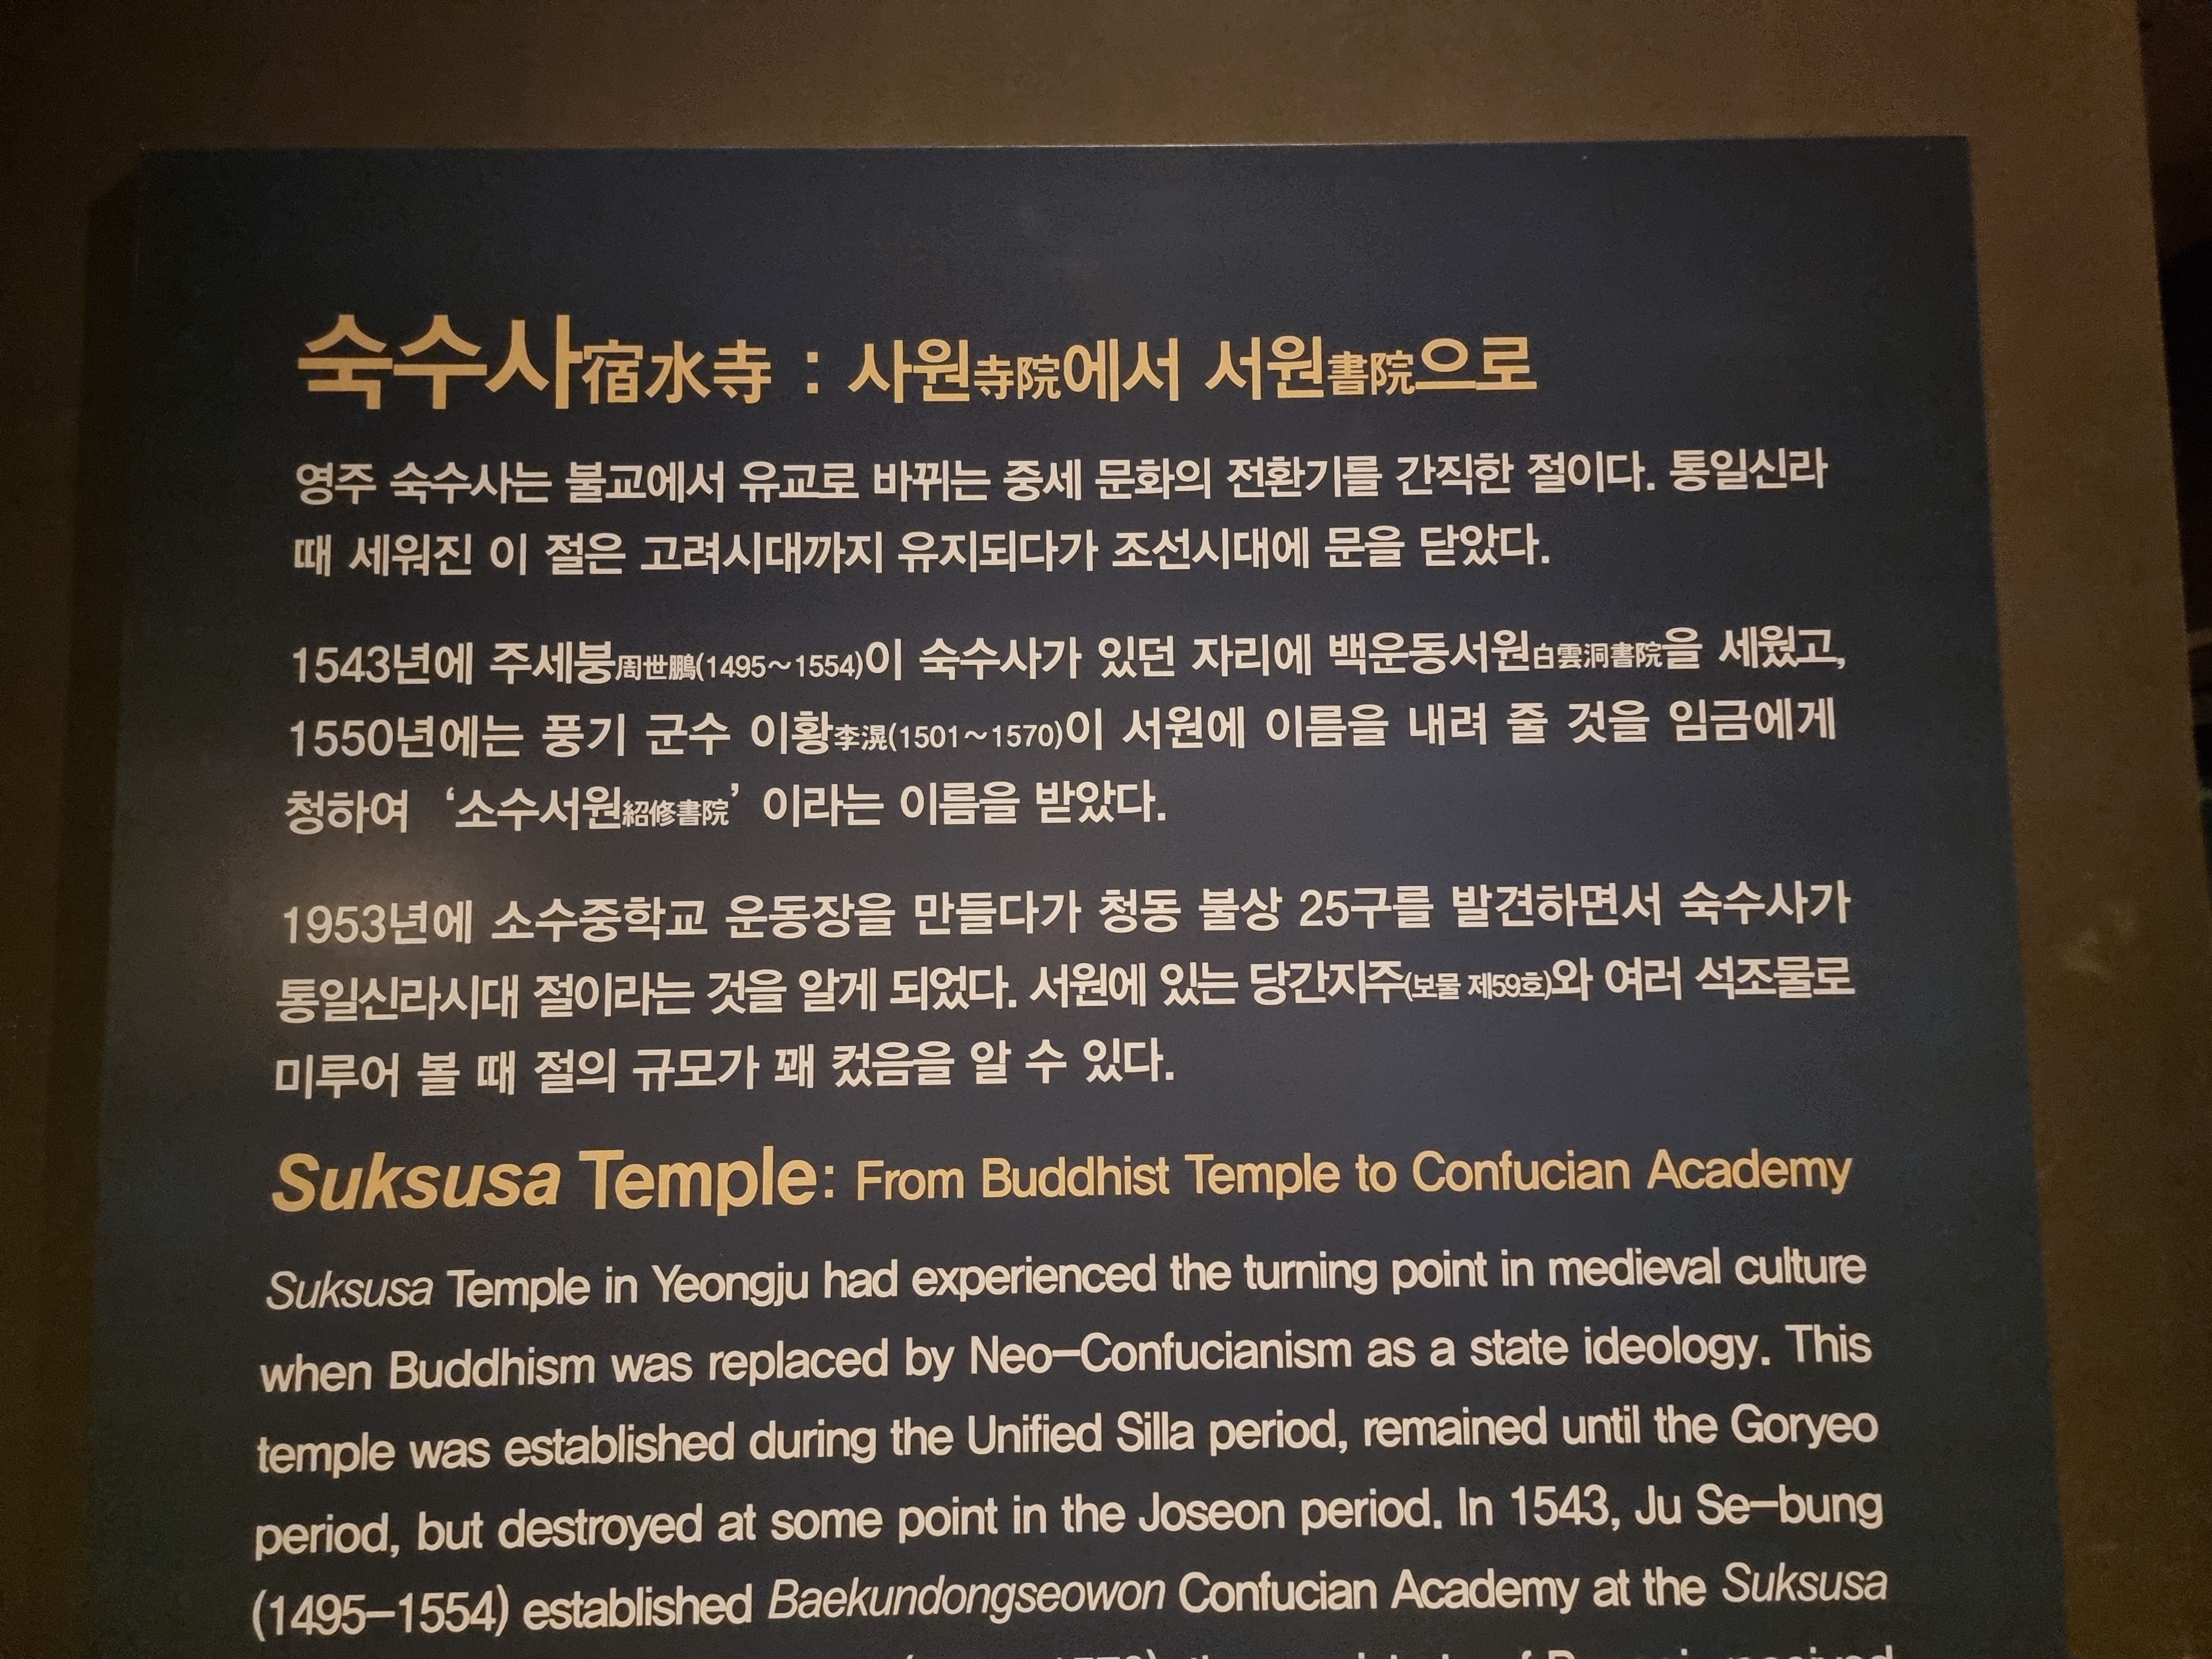 숙수사宿水寺 : 사원寺院에서 서원書院으로
영주 숙수사는 불교에서 유교로 바뀌는 중세 문화의 전환기를 간직한 절이다. 통일신라
때 세워진 이 절은 고려시대까지 유지되다가 조선시대에 문을 닫았다.
1543년에 주세붕周世鵬(1495~1554)이 숙수사가 있던 자리에 백운동서원白雲洞書院을 세웠고,
1550년에는 풍기 군수 이황李滉(1501~1570)이 서원에 이름을 내려 줄 것을 임금에게
청하여 ‘소수서원紹修書院’이라는 이름을 받았다.
1953년에 소수중학교 운동장을 만들다가 청동 불상 25구를 발견하면서 숙수사가
통일신라시대 절이라는 것을 알게 되었다. 서원에 있는 당간지주(보물 제59호)와 여러 석조물로
미루어 볼 때 절의 규모가 꽤 컸음을 알 수 있다.
Suksusa Temple: From Buddhist Temple to Confucian Academy
Suksusa Temple in Yeongju had experienced the turning point in medieval culture
when Buddhism was replaced by Neo-Confucianism as a state ideology. This
temple was established during the Unified Silla period, remained until the Goryeo
period, but destroyed at some point in the Joseon period. In 1543, Ju Se-bung
(1495-1554) established Baekundongseowon Confucian Academy at the Suksusa